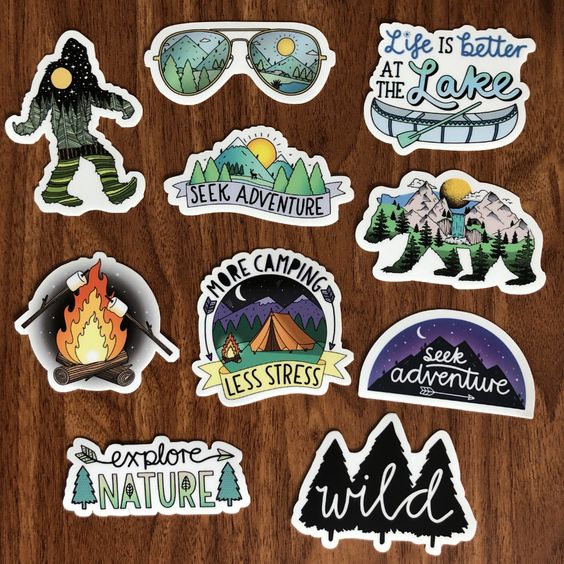 Life is better
AT
THE Lake
SEEK ADVENTURE
MORE CAMPING
LESS STRESS
seek
adventure
explore
NATURE
wild